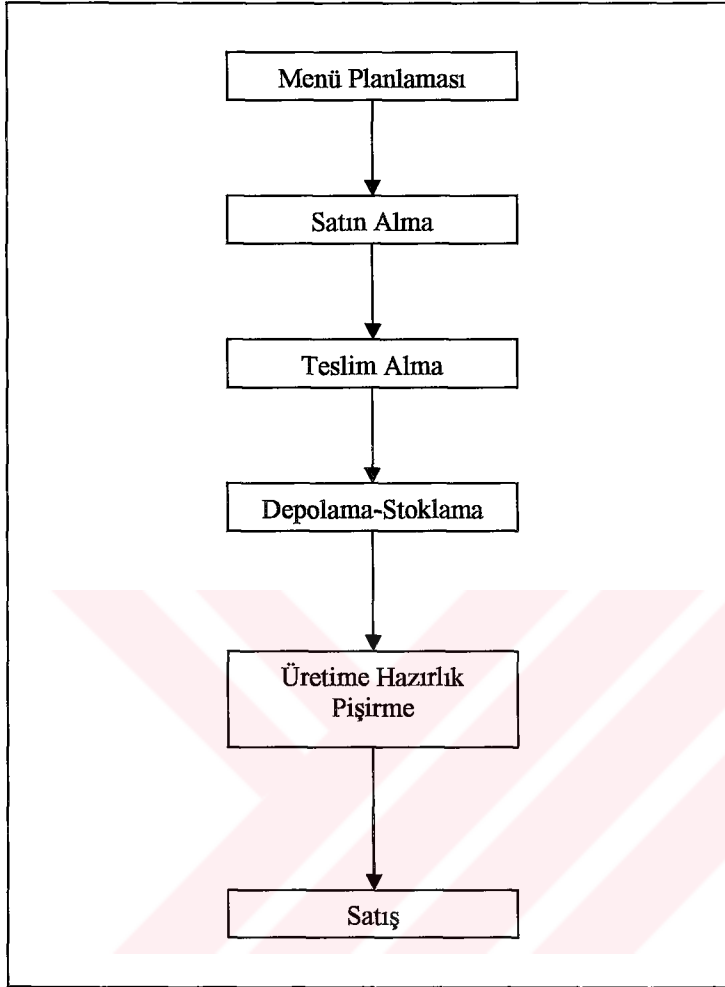 Menü Planlaması
Satın Alma
Teslim Alma
Depolama-Stoklama
Üretime Hazırlık
Pişirme
Satış